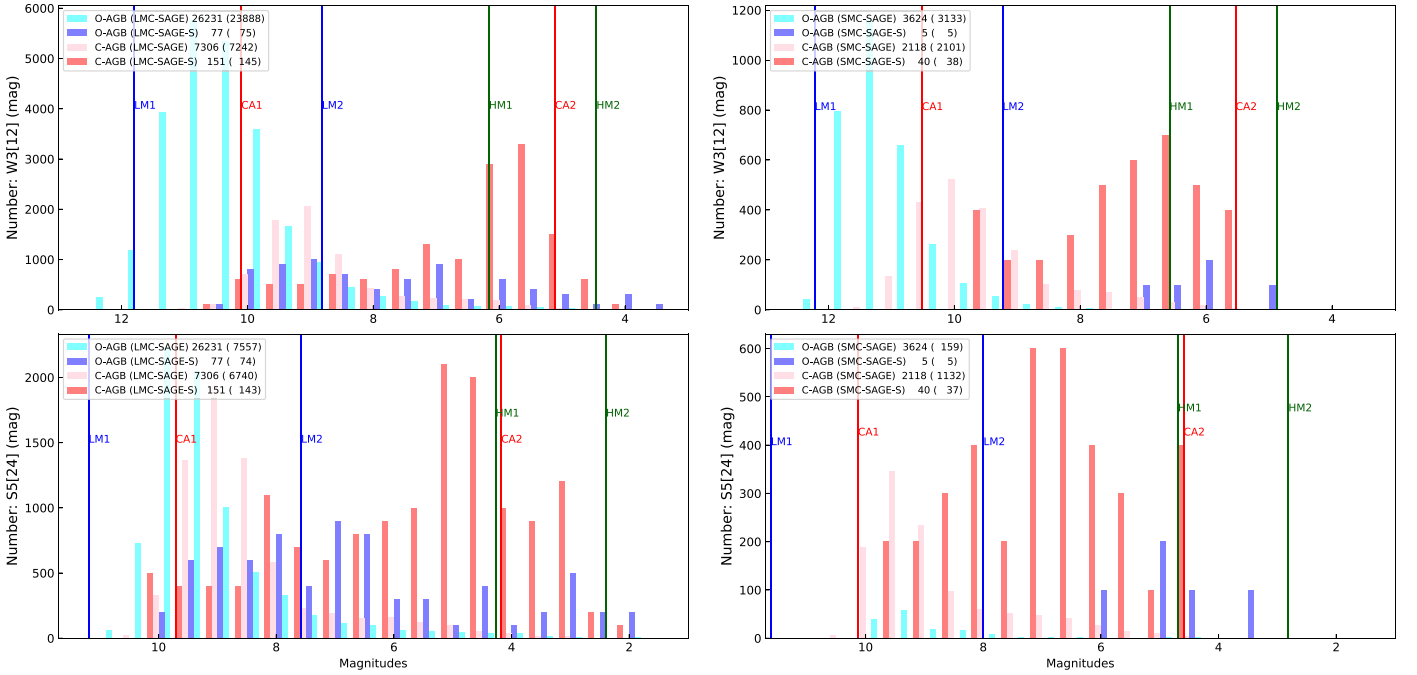 Number: W3[12] (mag)
6000
5000
4000
3000
2000
1000
0
O-AGB (LMC-SAGE) 26231 (23888)
O-AGB (LMC-SAGE-S) 77 ( 75)
C-AGB (LMC-SAGE) 7306 ( 7242)
C-AGB (LMC-SAGE-S) 151 ( 145)
LM1
CA1
LM2
HM1
CA2
HM2
12
10
8
6
4
Number: W3[12] (mag)
1200
1000
800
600
400
200
0
O-AGB (SMC-SAGE) 3624 ( 3133)
O-AGB (SMC-SAGE-S) 5 ( 5)
C-AGB (SMC-SAGE) 2118 ( 2101)
C-AGB (SMC-SAGE-S) 40 ( 38)
LM1
CA1
LM2
HM1
CA2
HM2
12
10
8
6
4
Number: S5[24] (mag)
2000
1500
1000
500
0
O-AGB (LMC-SAGE) 26231 ( 7557)
O-AGB (LMC-SAGE-S) 77 ( 74)
C-AGB (LMC-SAGE) 7306 ( 6740)
C-AGB (LMC-SAGE-S) 151 ( 143)
HM1
HM2
LM1
CA1
LM2
CA2
10
8
6
4
2
Magnitudes
Number: S5[24] (mag)
600
500
400
300
200
100
0
O-AGB (SMC-SAGE) 3624 ( 159)
O-AGB (SMC-SAGE-S) 5 ( 5)
C-AGB (SMC-SAGE) 2118 ( 1132)
C-AGB (SMC-SAGE-S) 40 ( 37)
HM1
HM2
CA1
CA2
LM1
LM2
10
8
6
4
2
Magnitudes